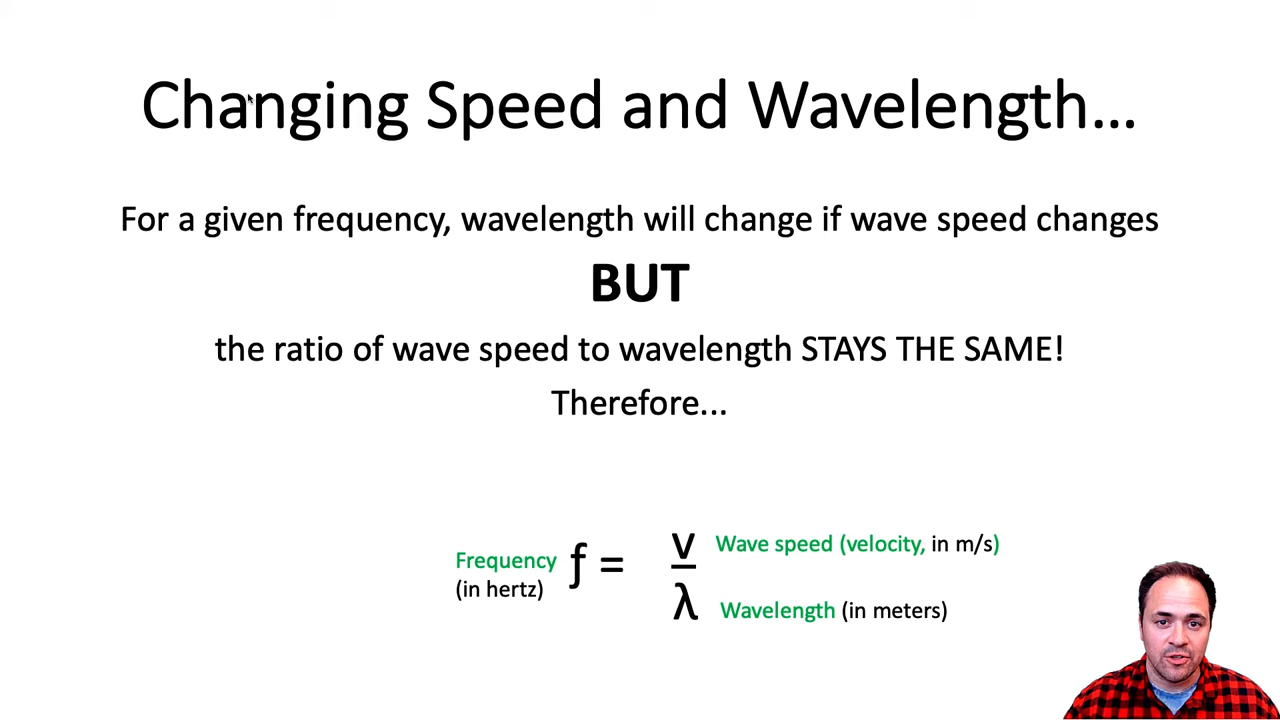 Changing Speed and Wavelength...
For a given frequency, wavelength will change if wave speed changes
BUT
the ratio of wave speed to wavelength STAYS THE SAME!
Therefore...
Frequency
(in hertz)
ƒ =
v
λ
Wave speed (velocity, in m/s)
Wavelength (in meters)